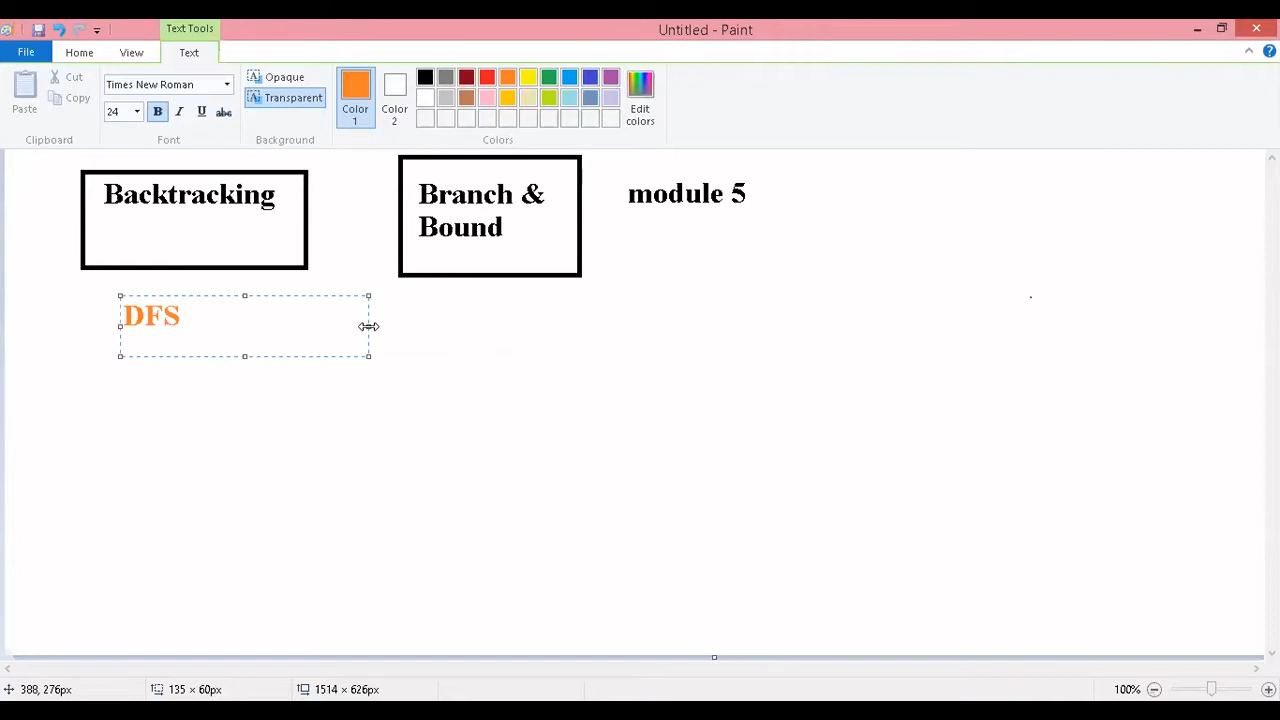 Text Tools
Untitled - Paint
File Home View Text
Paste
Cut
Copy
Clipboard
Times New Roman
24 B I U abc
Font
Opaque
Transparent
Background
Color 1
Color 2
Edit colors
Colors
Backtracking
Branch &
Bound
module 5
DFS
388, 276px
135 × 60px
1514 × 626px
100%